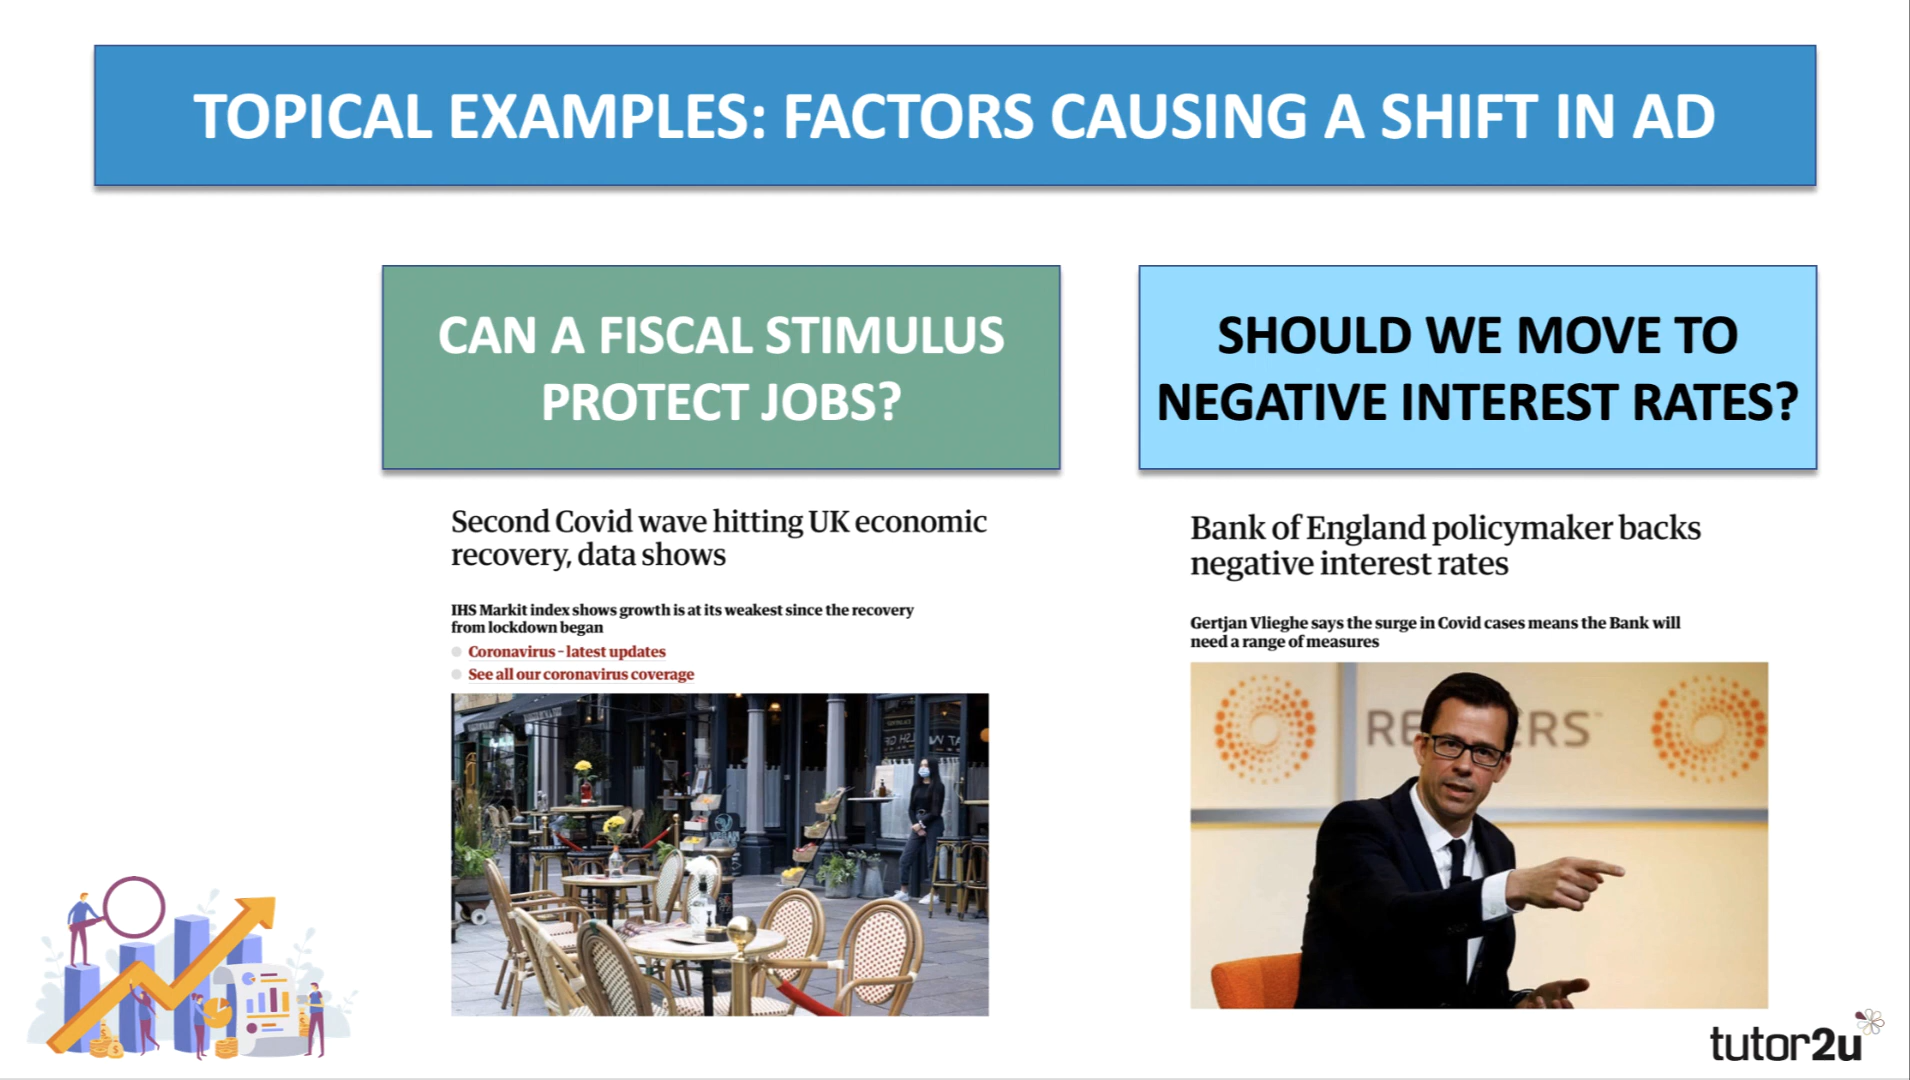 TOPICAL EXAMPLES: FACTORS CAUSING A SHIFT IN AD
CAN A FISCAL STIMULUS
PROTECT JOBS?
Second Covid wave hitting UK economic
recovery, data shows
IHS Markit index shows growth is at its weakest since the recovery
from lockdown began
Coronavirus – latest updates
See all our coronavirus coverage
SHOULD WE MOVE TO
NEGATIVE INTEREST RATES?
Bank of England policymaker backs
negative interest rates
Gertjan Vlieghe says the surge in Covid cases means the Bank will
need a range of measures
tutor2u